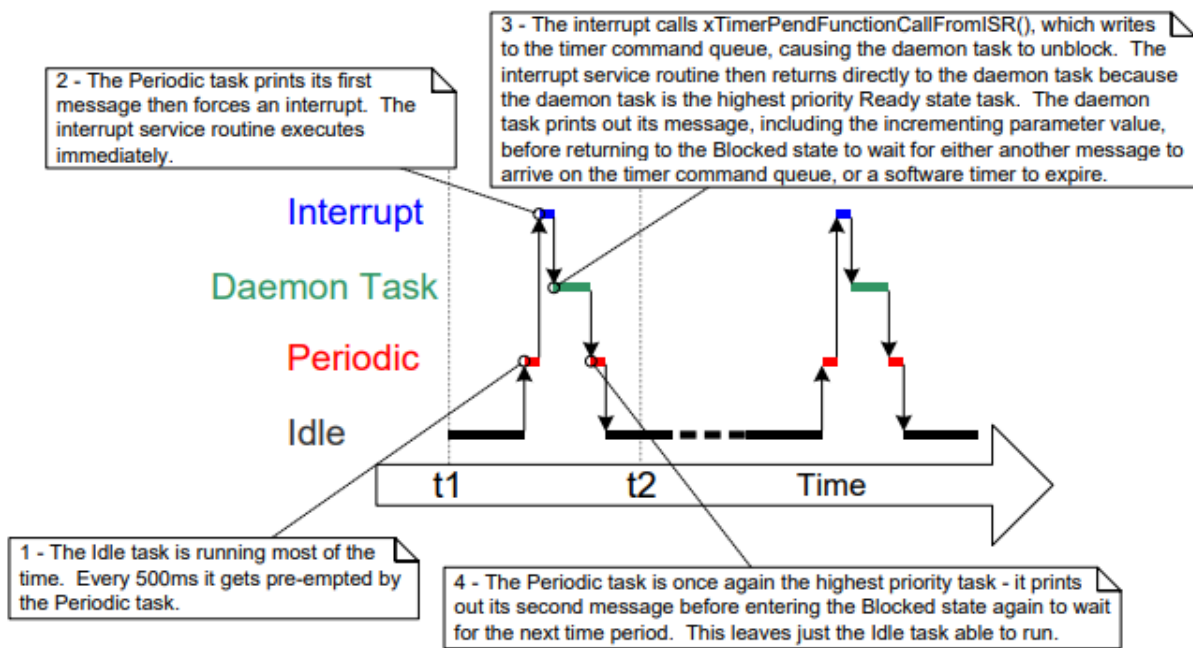 3 - The interrupt calls xTimerPendFunctionCallFromISR(), which writes
to the timer command queue, causing the daemon task to unblock. The
interrupt service routine then returns directly to the daemon task because
the daemon task is the highest priority Ready state task. The daemon
task prints out its message, including the incrementing parameter value,
before returning to the Blocked state to wait for either another message to
arrive on the timer command queue, or a software timer to expire.
2 - The Periodic task prints its first
message then forces an interrupt. The
interrupt service routine executes
immediately.
Interrupt
Daemon Task
Periodic
Idle
t1
t2
Time
1 - The Idle task is running most of the
time. Every 500ms it gets pre-empted by
the Periodic task.
4 - The Periodic task is once again the highest priority task - it prints
out its second message before entering the Blocked state again to wait
for the next time period. This leaves just the Idle task able to run.